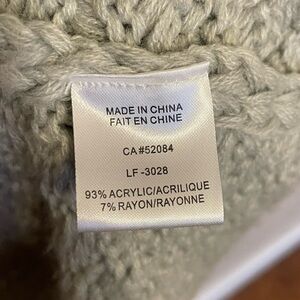 MADE IN CHINA
FAIT EN CHINE
CA#52084
LF -3028
93% ACRYLIC/ACRILIQUE
7% RAYON/RAYONNE